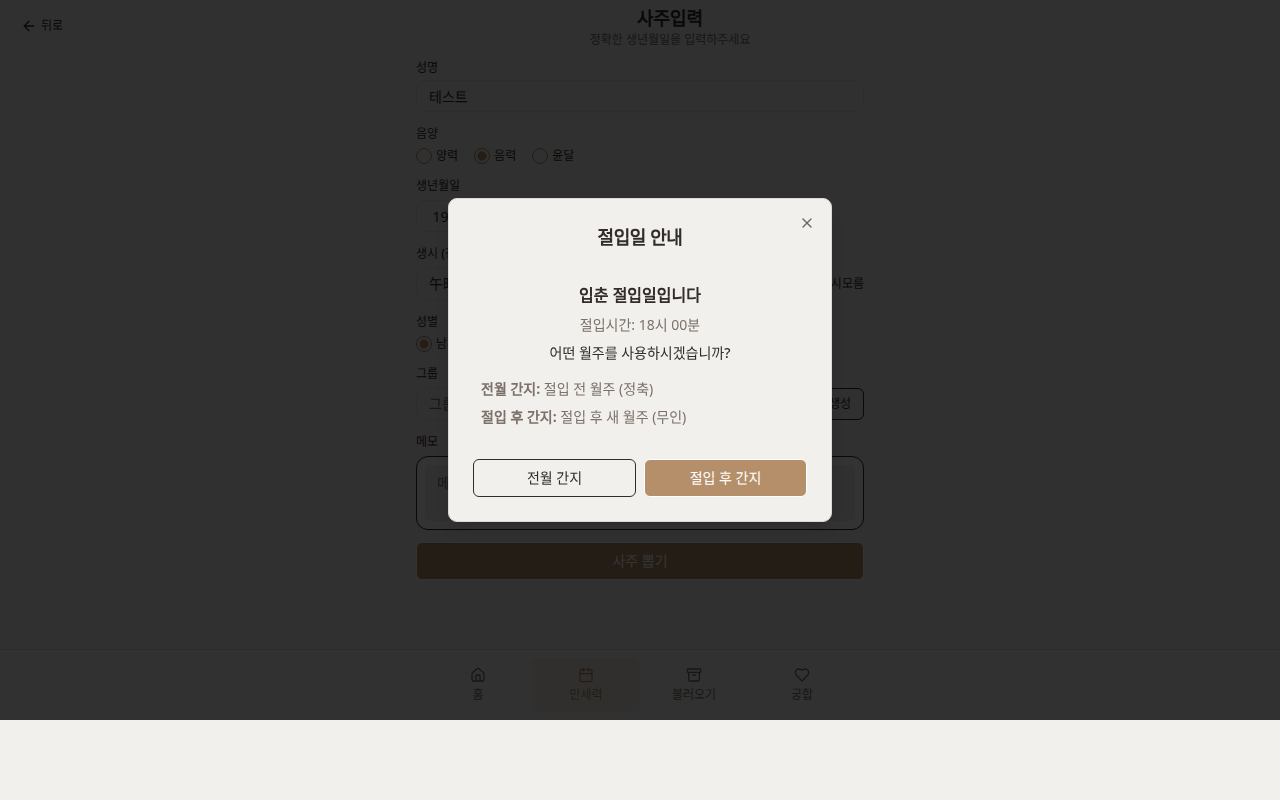 뒤로
사주입력
정확한 생년월일을 입력하주세요
성명
테스트
음양
양력
음력
윤달
생년월일
19
생시
午
시모름
성별
남
그룹
그룹
생성
메모
절입일 안내
입춘 절입일입니다
절입시간: 18시 00분
어떤 월주를 사용하시겠습니까?
전월 간지: 절입 전 월주 (정축)
절입 후 간지: 절입 후 새 월주 (무인)
전월 간지
절입 후 간지
사주 뽑기
홈
만세력
불러오기
궁합